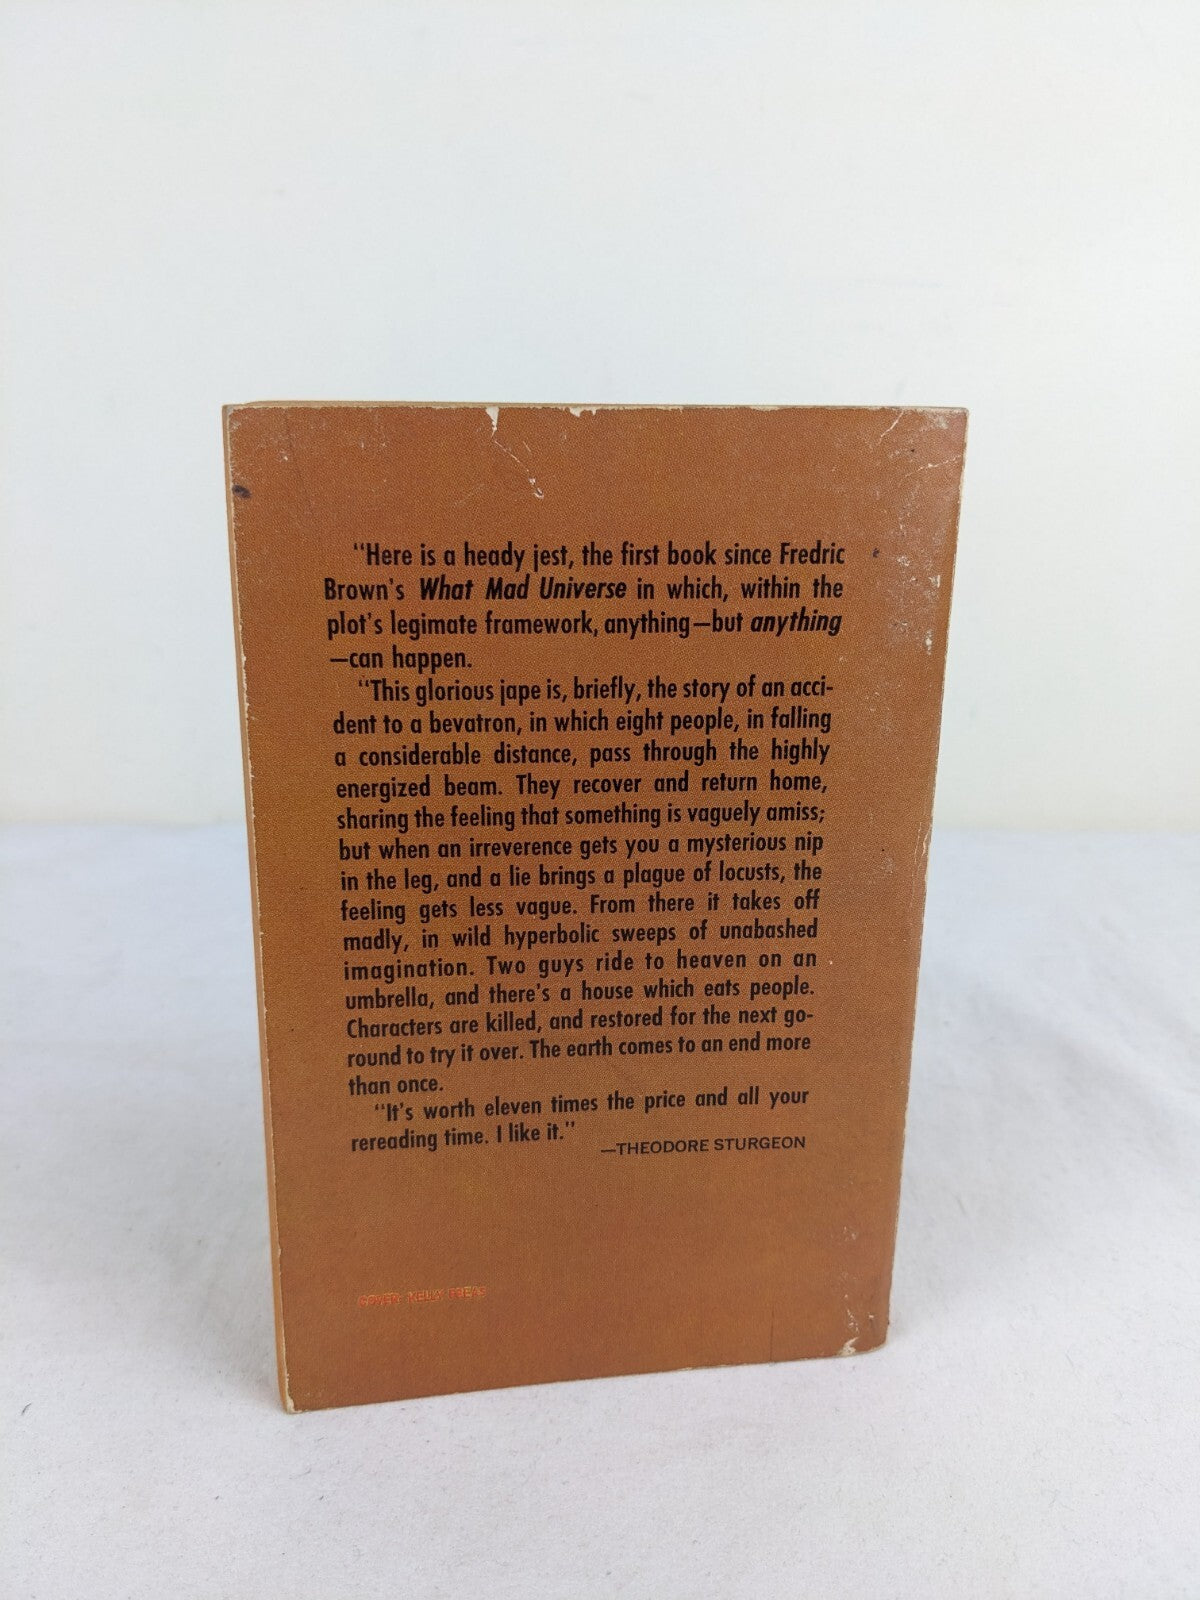 "Here is a heady jest, the first book since Fredric
Brown's What Mad Universe in which, within the
plot's legimate framework, anything—but anything
—can happen.
"This glorious jape is, briefly, the story of an acci-
dent to a bevatron, in which eight people, in falling
a considerable distance, pass through the highly
energized beam. They recover and return home,
sharing the feeling that something is vaguely amiss;
but when an irreverence gets you a mysterious nip
in the leg, and a lie brings a plague of locusts, the
feeling gets less vague. From there it takes off
madly, in wild hyperbolic sweeps of unabashed
imagination. Two guys ride to heaven on an
umbrella, and there's a house which eats people.
Characters are killed, and restored for the next go-
round to try it over. The earth comes to an end more
than once.
"It's worth eleven times the price and all your
rereading time. I like it."
—THEODORE STURGEON
COVER: KELLY FREAS